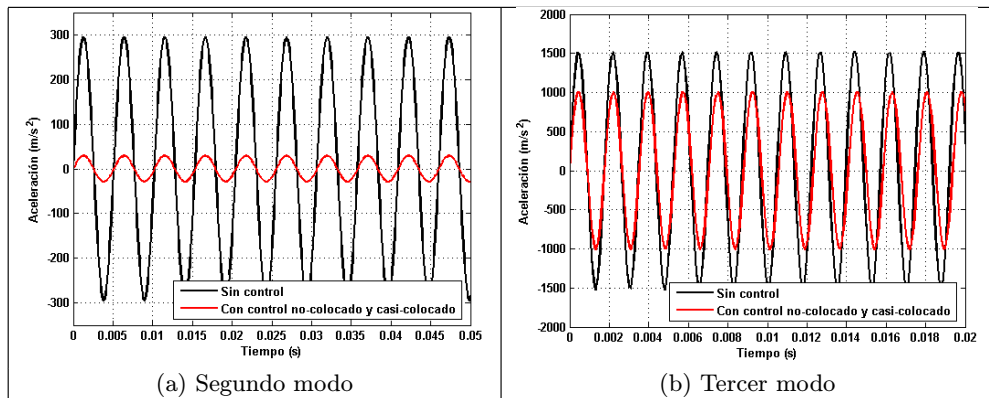 300
200
100
0
-100
-200
-300
Aceleración (m/s²)
0 0.005 0.01 0.015 0.02 0.025 0.03 0.035 0.04 0.045 0.05
Tiempo (s)
Sin control
Con control no-colocado y casi-colocado
(a) Segundo modo
2000
1500
1000
500
0
-500
-1000
-1500
-2000
Aceleración (m/s²)
0 0.002 0.004 0.006 0.008 0.01 0.012 0.014 0.016 0.018 0.02
Tiempo (s)
Sin control
Con control no-colocado y casi-colocado
(b) Tercer modo